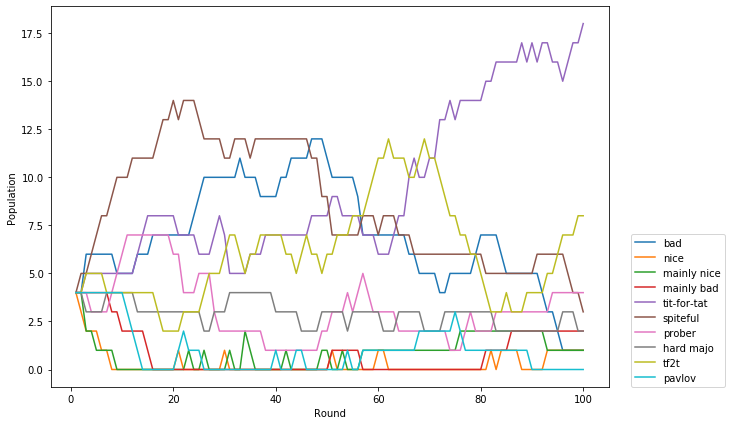 17.5
15.0
12.5
10.0
7.5
5.0
2.5
0.0
Population
0 20 40 60 80 100
Round
bad
nice
mainly nice
mainly bad
tit-for-tat
spiteful
prober
hard majo
tf2t
pavlov